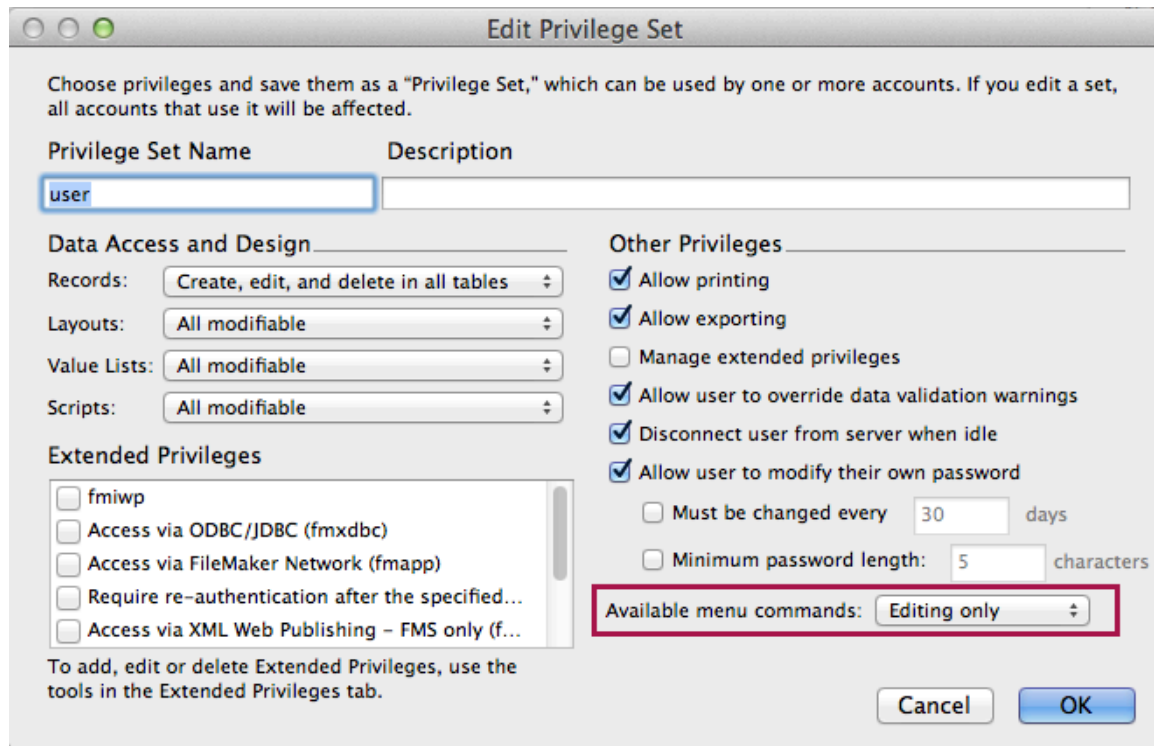 Edit Privilege Set
Choose privileges and save them as a “Privilege Set,” which can be used by one or more accounts. If you edit a set,
all accounts that use it will be affected.
Privilege Set Name
Description
user
Data Access and Design
Records: Create, edit, and delete in all tables
Layouts: All modifiable
Value Lists: All modifiable
Scripts: All modifiable
Extended Privileges
fmiwp
Access via ODBC/JDBC (fmxdbc)
Access via FileMaker Network (fmapp)
Require re-authentication after the specified...
Access via XML Web Publishing – FMS only (f...
To add, edit or delete Extended Privileges, use the
tools in the Extended Privileges tab.
Other Privileges
Allow printing
Allow exporting
Manage extended privileges
Allow user to override data validation warnings
Disconnect user from server when idle
Allow user to modify their own password
Must be changed every 30 days
Minimum password length: 5 characters
Available menu commands: Editing only
Cancel
OK